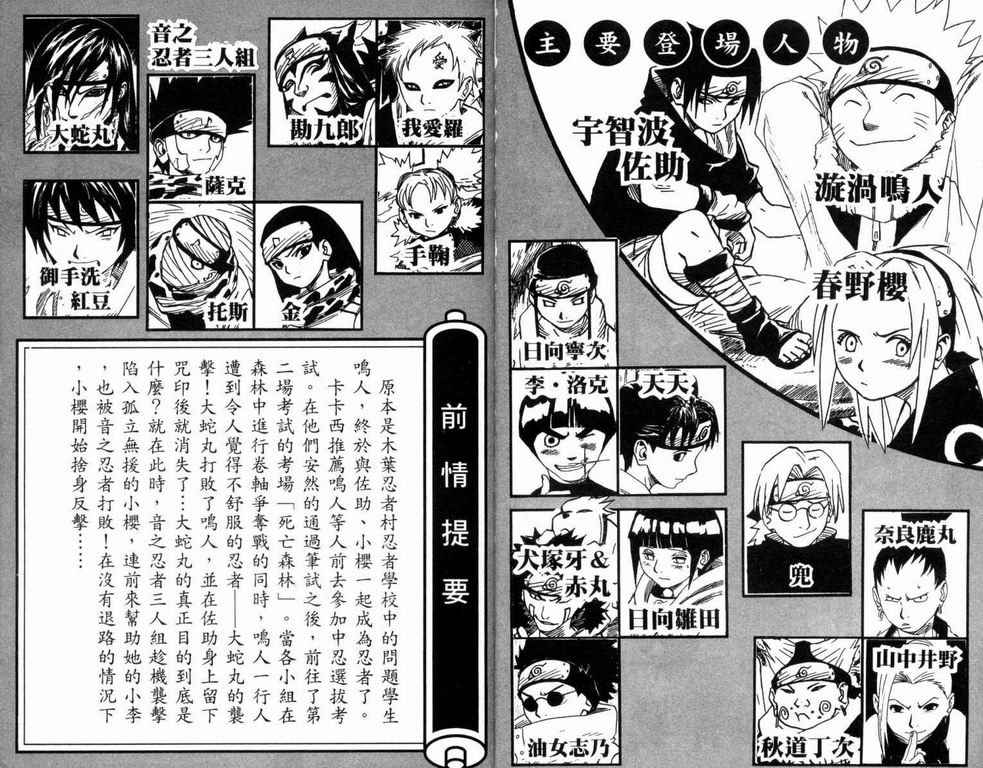 主要登場人物
宇智波
佐助
漩渦鳴人
春野櫻
日向寧次
李・洛克
天天
犬塚牙&
赤丸
日向雛田
油女志乃
兜
奈良鹿丸
山中井野
秋道丁次
我愛羅
勘九郎
手鞠
音之
忍者三人組
薩克
托斯
金
大蛇丸
御手洗
紅豆
前情提要
原本是木葉忍者村忍者學校中的問題學生
鳴人，終於與佐助、小櫻一起成為忍者了。
卡卡西推薦鳴人等人前去參加中忍選拔考
試。在他們安然的通過筆試之後，前往了第
二場考試的考場「死亡森林」。當各小組在
森林中進行卷軸爭奪戰的同時，鳴人一行人
遭到令人覺得不舒服的忍者——大蛇丸的襲
擊！大蛇丸打敗了鳴人，並在佐助身上留下
咒印後就消失了…大蛇丸的真正目的到底是
什麼？就在此時，音之忍者三人組趁機襲擊
陷入孤立無援的小櫻，連前來幫助她的小李
，也被音之忍者打敗！在沒有退路的情況下
，小櫻開始捨身反擊……